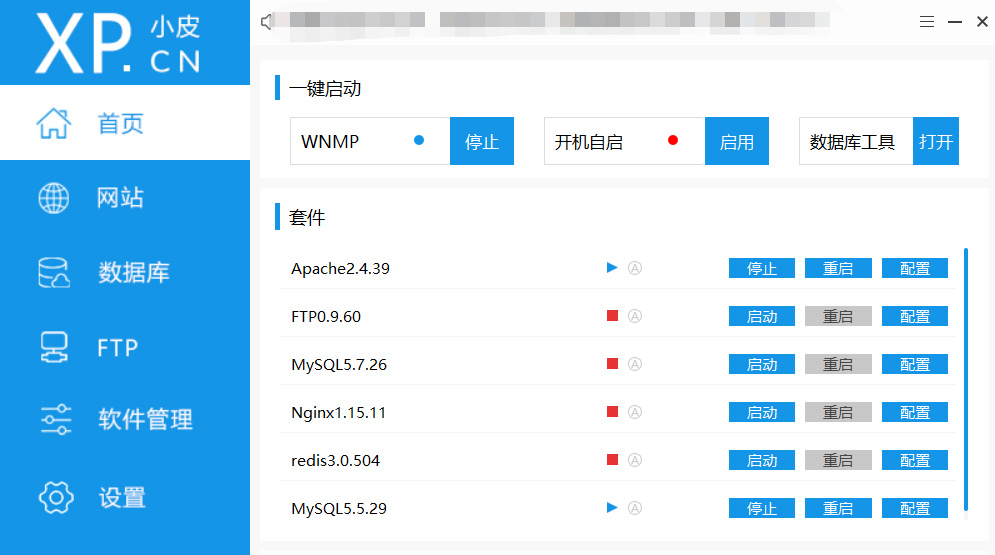 XP. 小皮
CN
首页
网站
数据库
FTP
软件管理
设置
一键启动
WNMP 停止 开机自启 启用 数据库工具 打开
套件
Apache2.4.39 Ⓐ 停止 重启 配置
FTP0.9.60 Ⓐ 启动 重启 配置
MySQL5.7.26 Ⓐ 启动 重启 配置
Nginx1.15.11 Ⓐ 启动 重启 配置
redis3.0.504 Ⓐ 启动 重启 配置
MySQL5.5.29 Ⓐ 停止 重启 配置